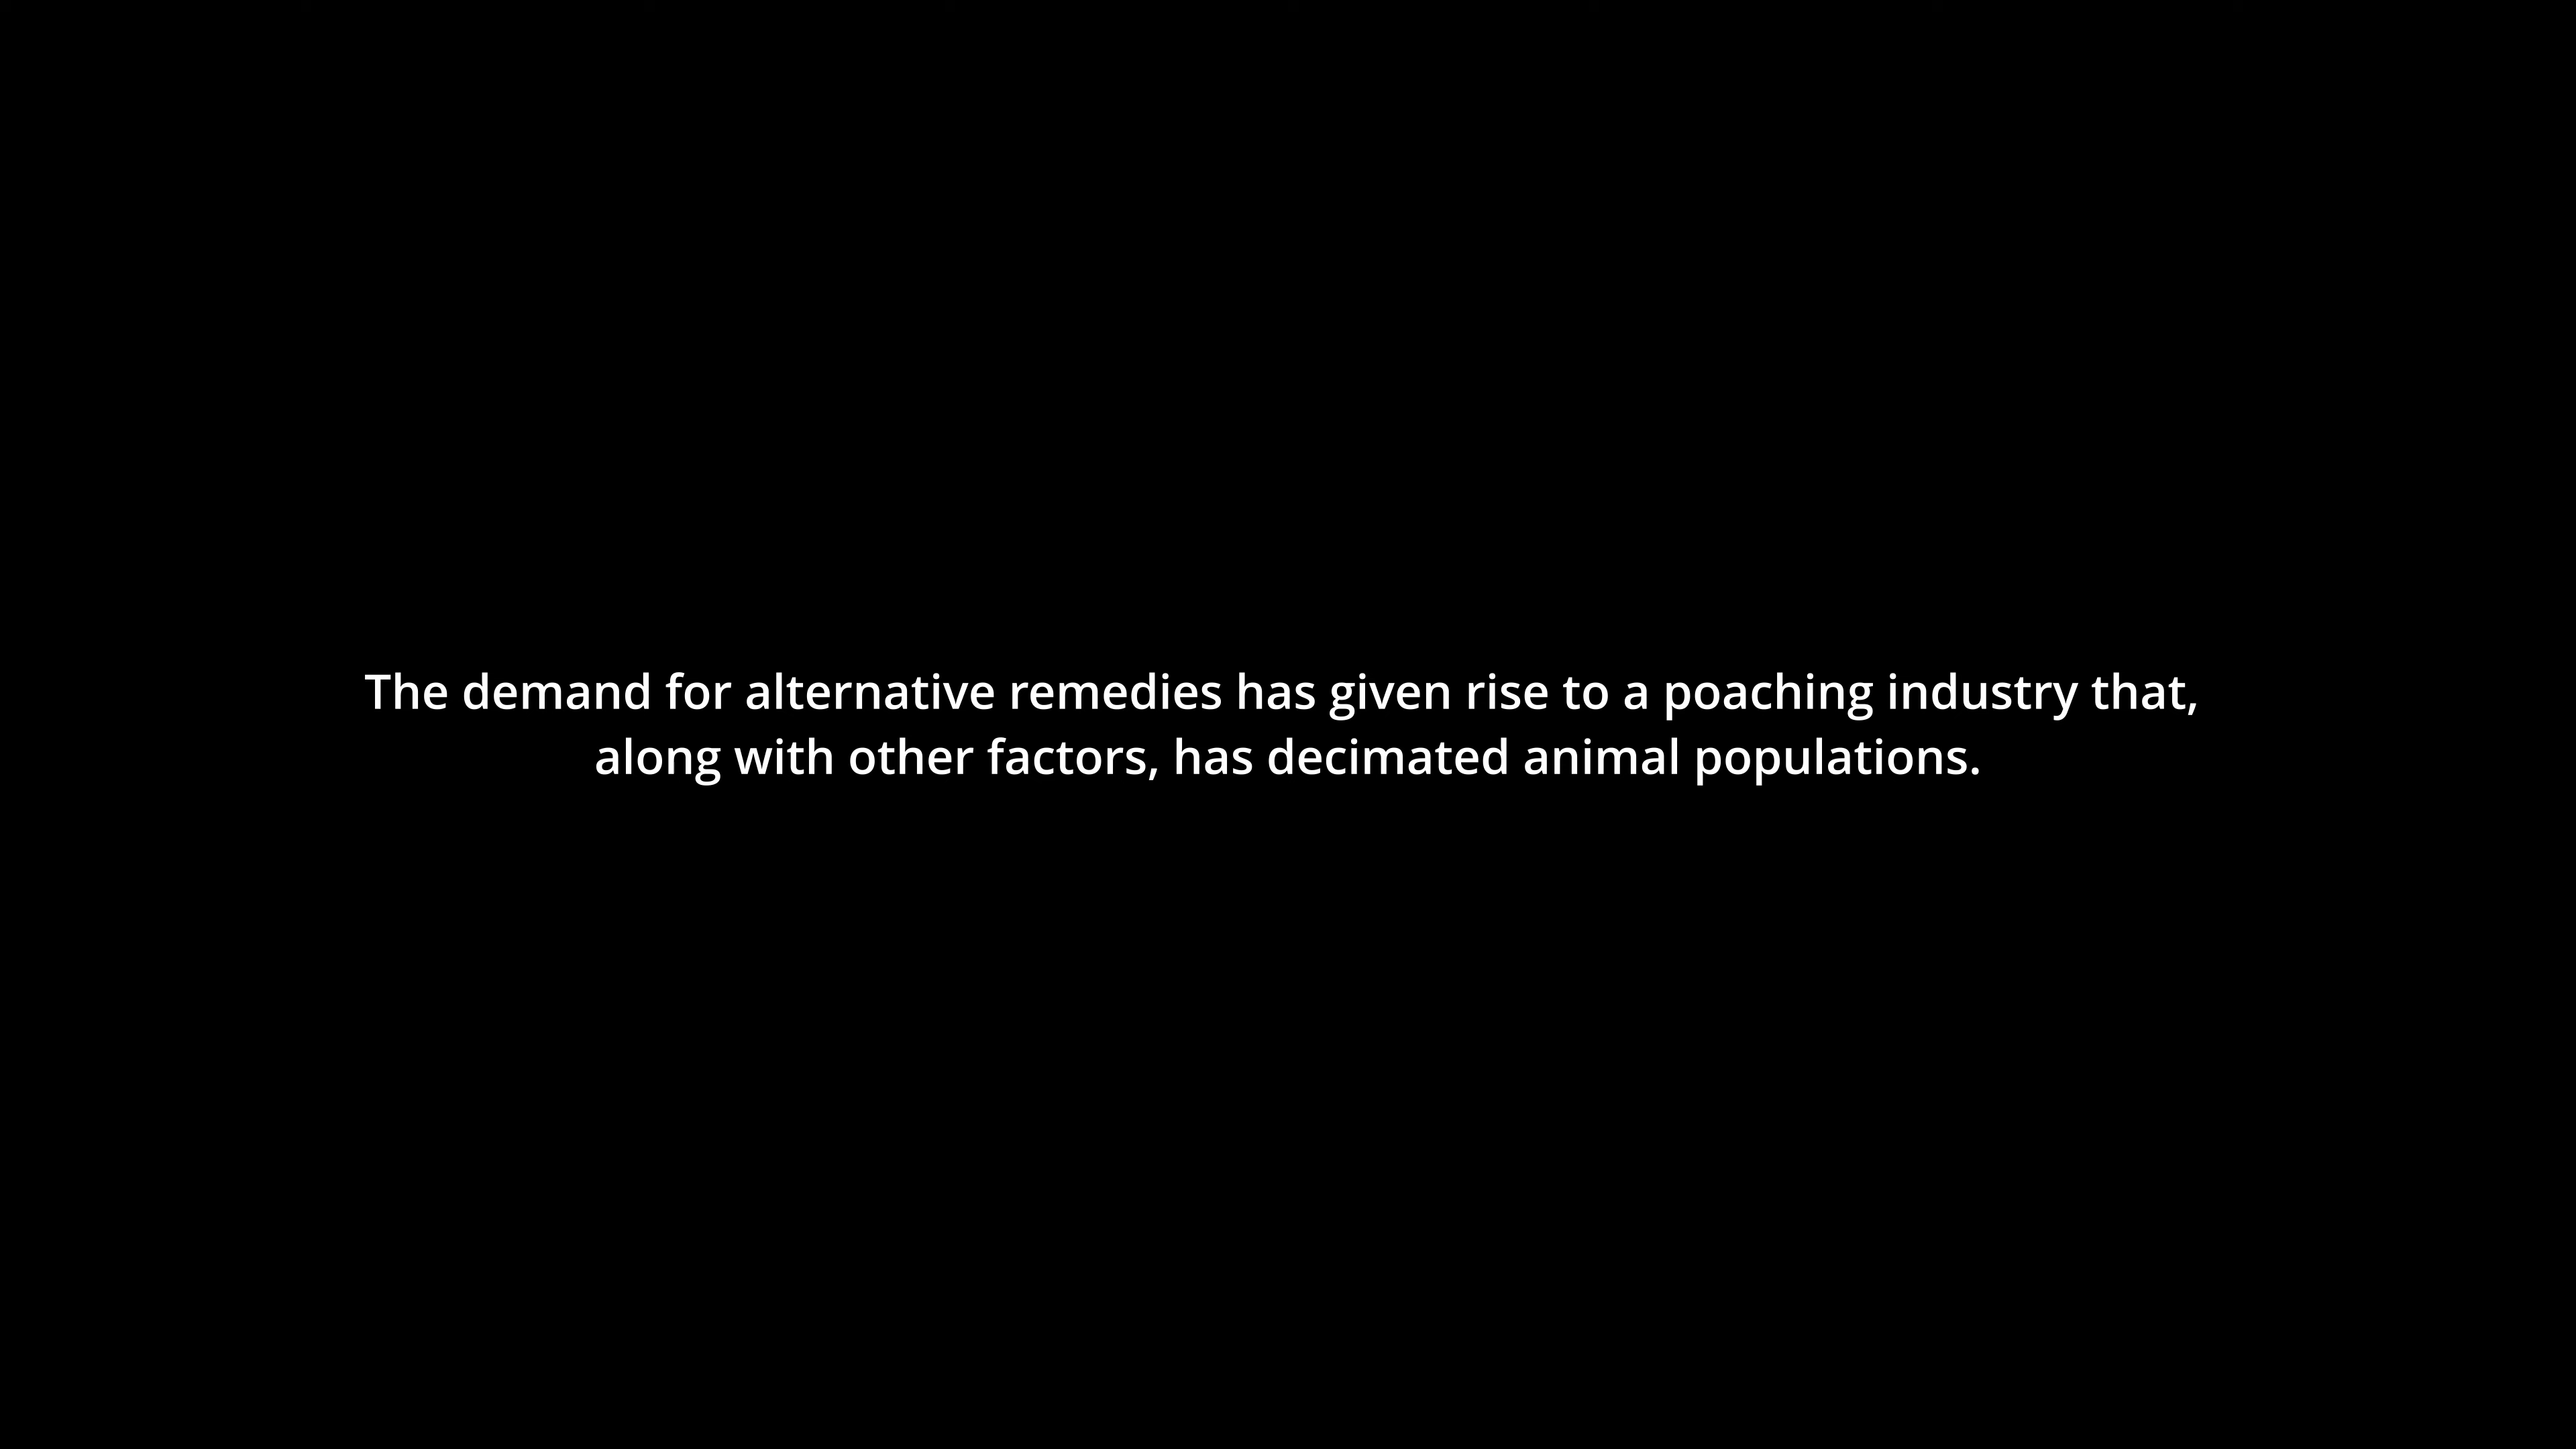 The demand for alternative remedies has given rise to a poaching industry that,
along with other factors, has decimated animal populations.